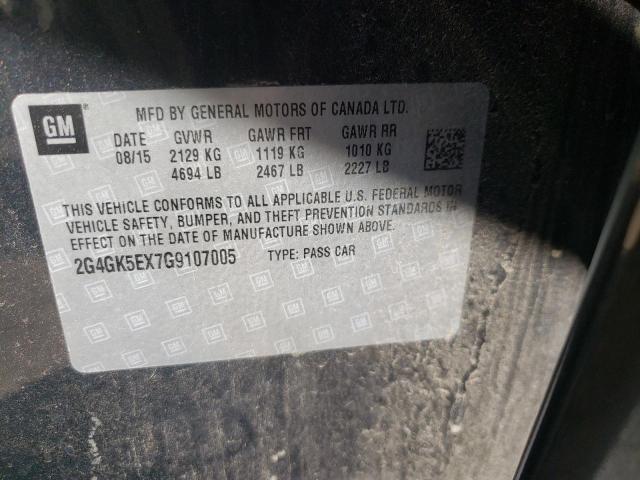 GM
MFD BY GENERAL MOTORS OF CANADA LTD.
DATE GVWR GAWR FRT GAWR RR
08/15 2129 KG 1119 KG 1010 KG
4694 LB 2467 LB 2227 LB
THIS VEHICLE CONFORMS TO ALL APPLICABLE U.S. FEDERAL MOTOR
VEHICLE SAFETY, BUMPER, AND THEFT PREVENTION STANDARDS IN
EFFECT ON THE DATE OF MANUFACTURE SHOWN ABOVE.
2G4GK5EX7G9107005 TYPE: PASS CAR